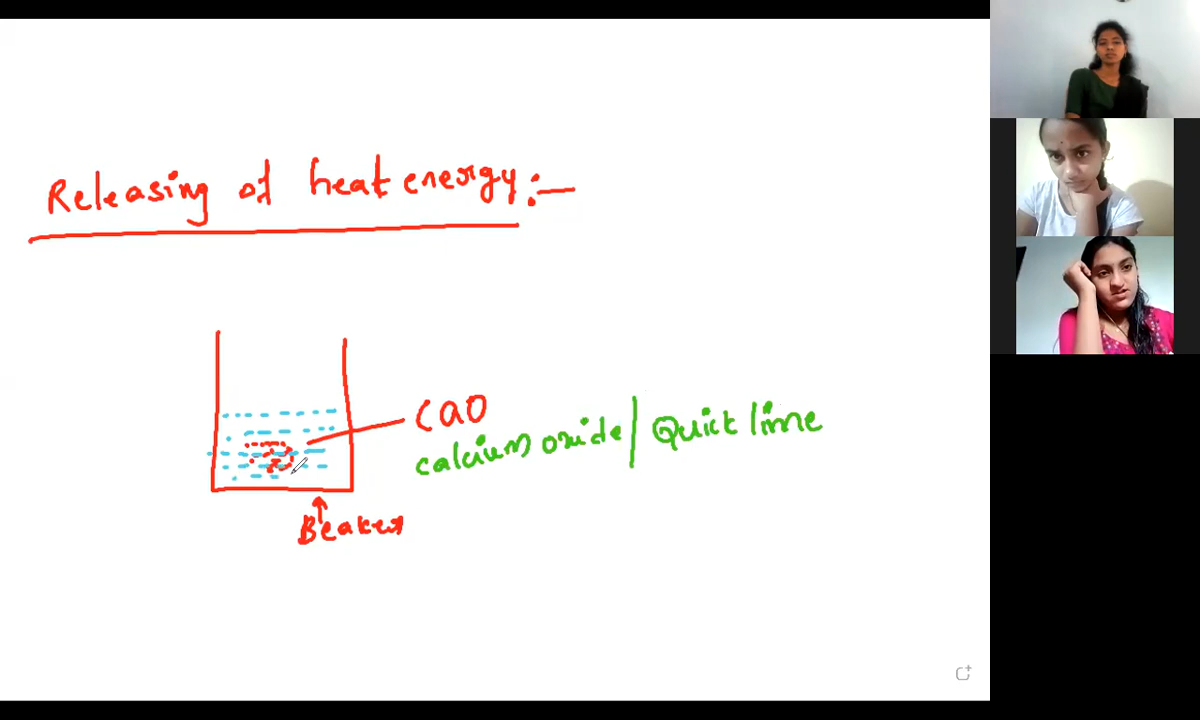 Releasing of heat energy :-
CaO
calcium oxide / Quick lime
Beaker